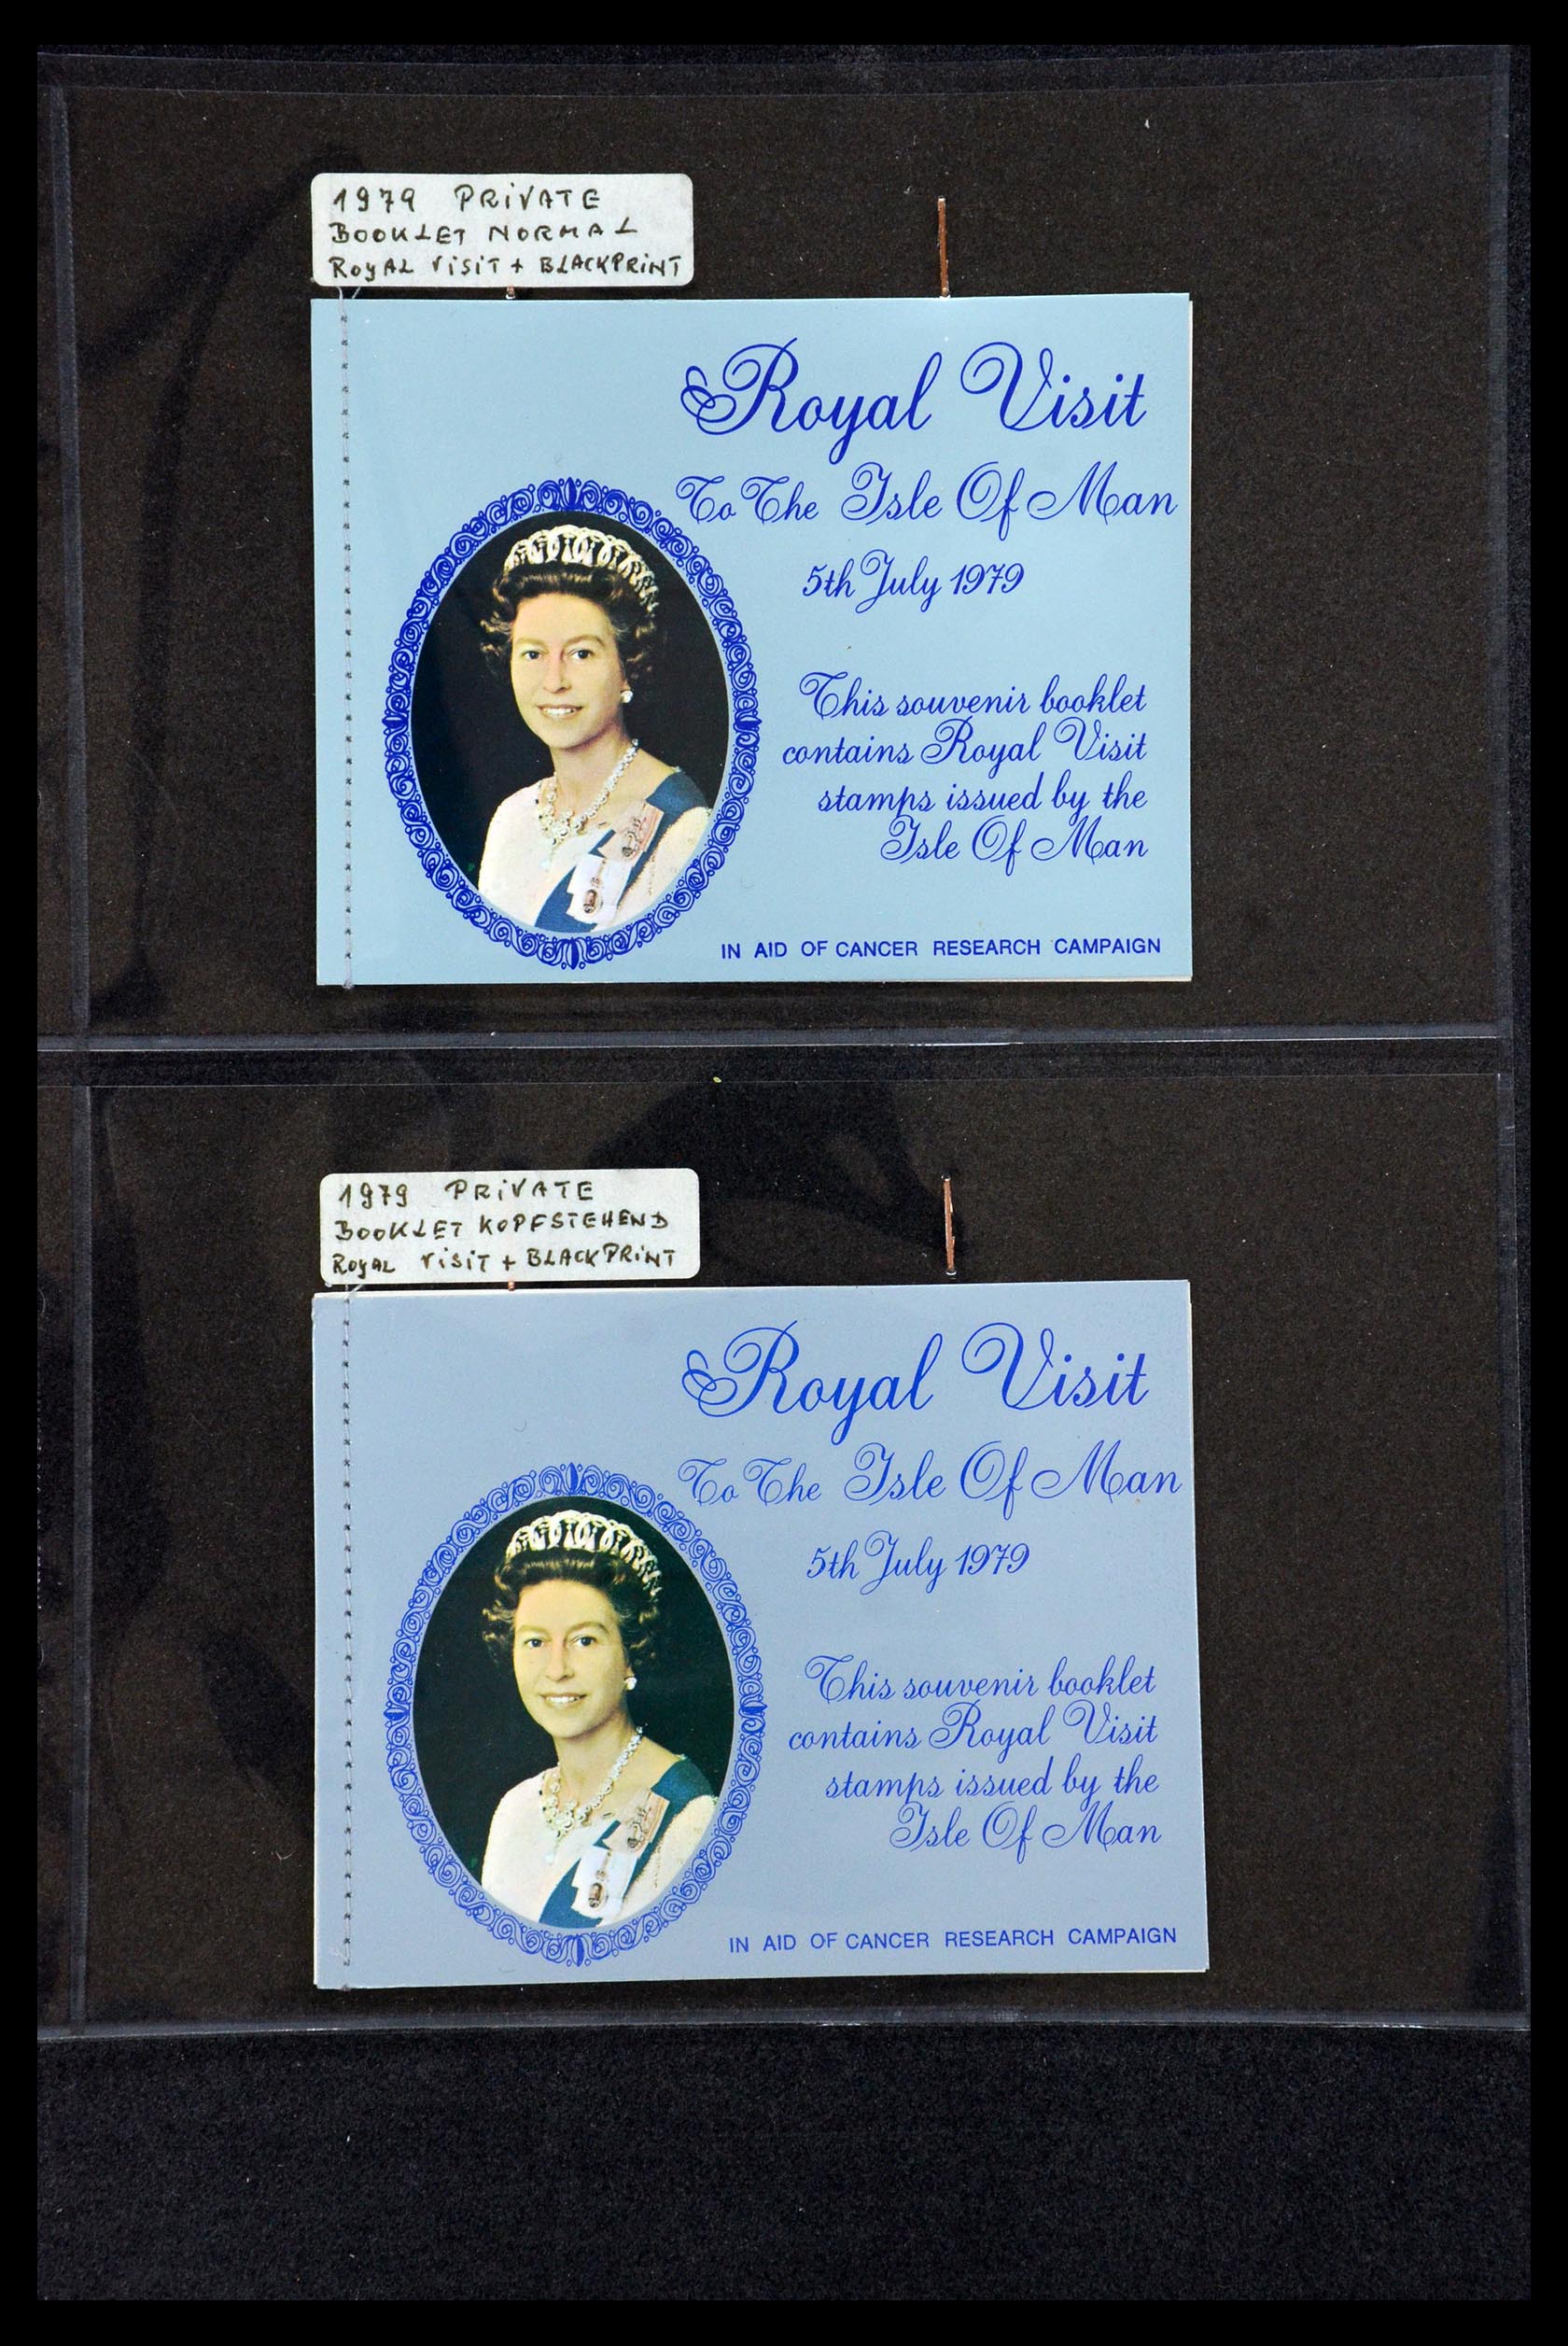 1979 PRiVATE
BOOKLET NORMAL
RoyAL ViSiT + BLACKPRiNT
Royal Visit
To The Isle Of Man
5th July 1979
This souvenir booklet
contains Royal Visit
stamps issued by the
Isle Of Man
IN AID OF CANCER RESEARCH CAMPAIGN
1979 PRiVATE
BOOKLET KOPFSTEHEND
RoyAL ViSiT + BLACKPRiNT
Royal Visit
To The Isle Of Man
5th July 1979
This souvenir booklet
contains Royal Visit
stamps issued by the
Isle Of Man
IN AID OF CANCER RESEARCH CAMPAIGN